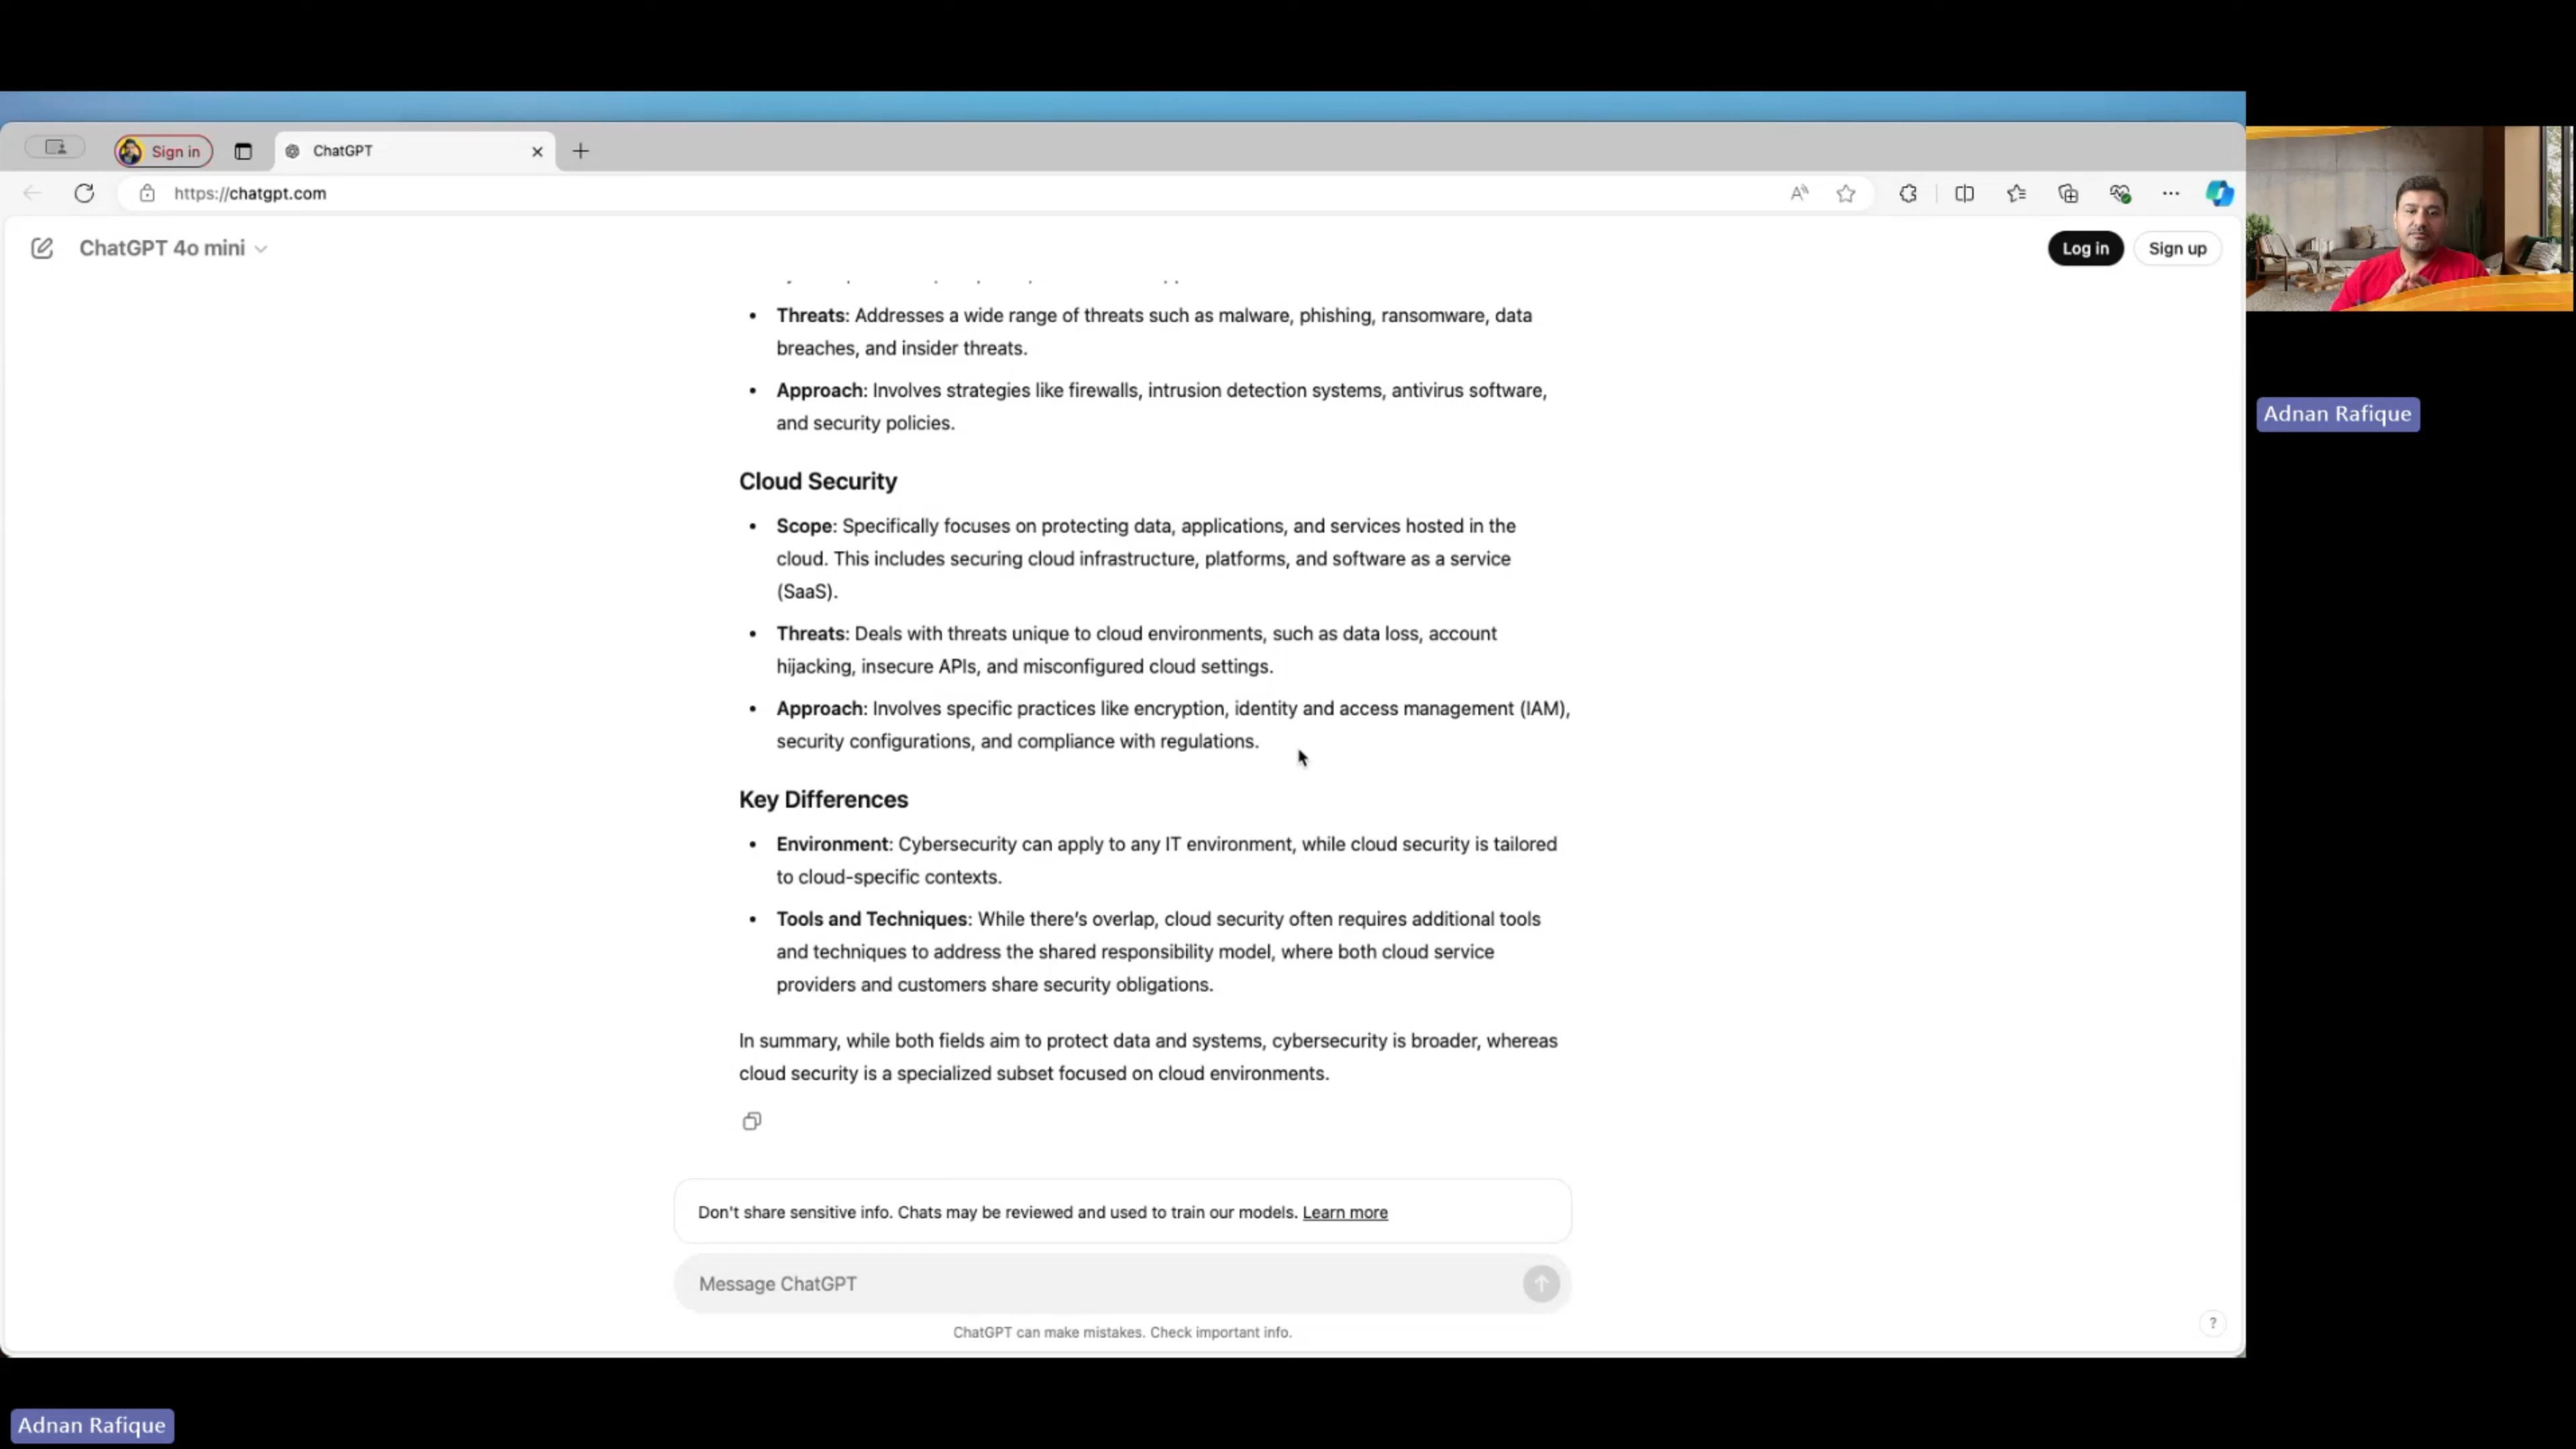 Sign in
ChatGPT
https://chatgpt.com
ChatGPT 4o mini
Log in
Sign up
• Threats: Addresses a wide range of threats such as malware, phishing, ransomware, data
breaches, and insider threats.
• Approach: Involves strategies like firewalls, intrusion detection systems, antivirus software,
and security policies.
Cloud Security
• Scope: Specifically focuses on protecting data, applications, and services hosted in the
cloud. This includes securing cloud infrastructure, platforms, and software as a service
(SaaS).
• Threats: Deals with threats unique to cloud environments, such as data loss, account
hijacking, insecure APIs, and misconfigured cloud settings.
• Approach: Involves specific practices like encryption, identity and access management (IAM),
security configurations, and compliance with regulations.
Key Differences
• Environment: Cybersecurity can apply to any IT environment, while cloud security is tailored
to cloud-specific contexts.
• Tools and Techniques: While there's overlap, cloud security often requires additional tools
and techniques to address the shared responsibility model, where both cloud service
providers and customers share security obligations.
In summary, while both fields aim to protect data and systems, cybersecurity is broader, whereas
cloud security is a specialized subset focused on cloud environments.
Don't share sensitive info. Chats may be reviewed and used to train our models. Learn more
Message ChatGPT
ChatGPT can make mistakes. Check important info.
?
Adnan Rafique
Adnan Rafique